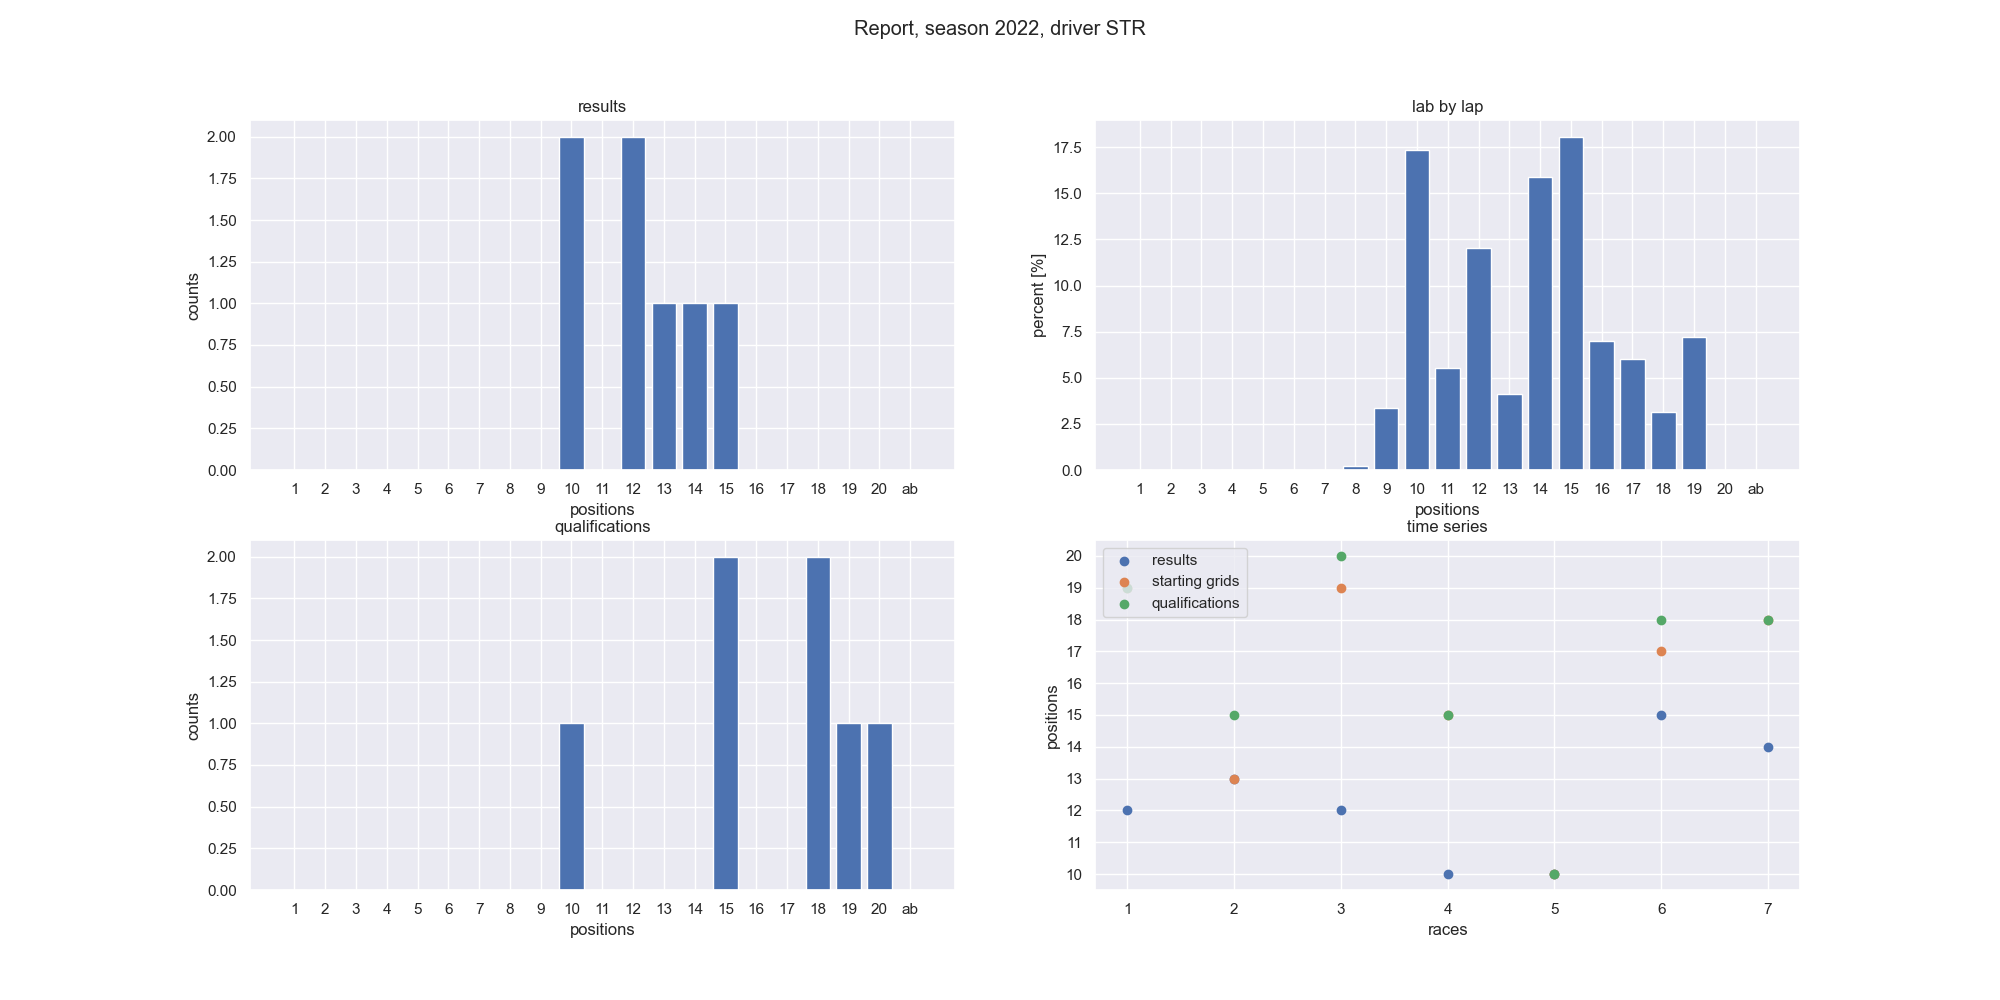 Report, season 2022, driver STR
results
2.00
1.75
1.50
1.25
1.00
0.75
0.50
0.25
0.00
counts
1 2 3 4 5 6 7 8 9 10 11 12 13 14 15 16 17 18 19 20 ab
positions
lab by lap
17.5
15.0
12.5
10.0
7.5
5.0
2.5
0.0
percent [%]
1 2 3 4 5 6 7 8 9 10 11 12 13 14 15 16 17 18 19 20 ab
positions
qualifications
2.00
1.75
1.50
1.25
1.00
0.75
0.50
0.25
0.00
counts
1 2 3 4 5 6 7 8 9 10 11 12 13 14 15 16 17 18 19 20 ab
positions
time series
results
starting grids
qualifications
20
19
18
17
16
15
14
13
12
11
10
positions
1 2 3 4 5 6 7
races